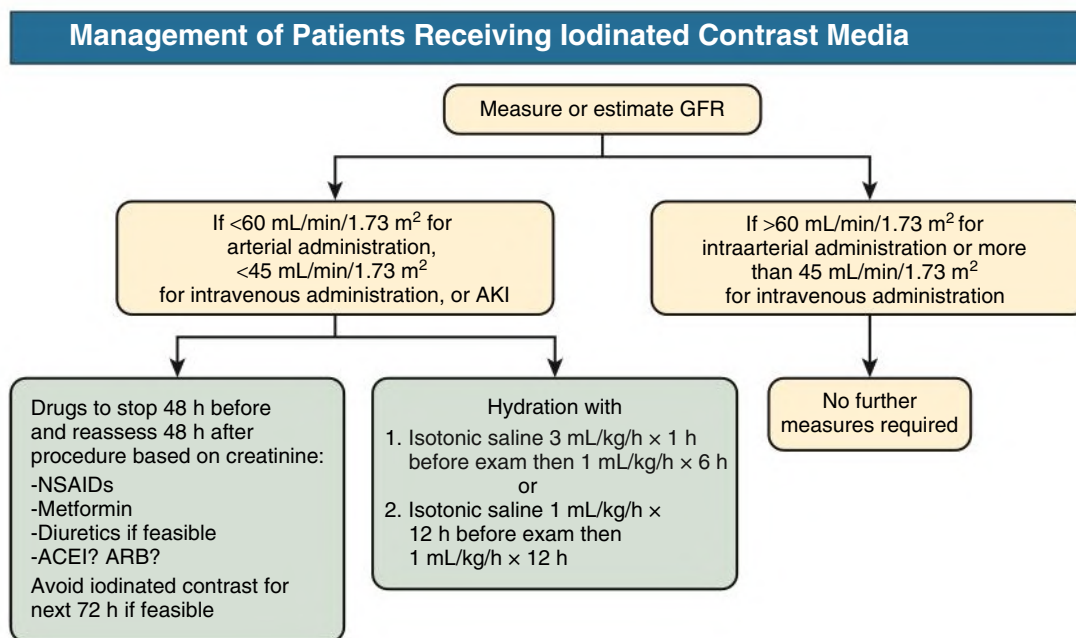 Management of Patients Receiving Iodinated Contrast Media
Measure or estimate GFR
If <60 mL/min/1.73 m² for
arterial administration,
<45 mL/min/1.73 m²
for intravenous administration, or AKI
If >60 mL/min/1.73 m² for
intraarterial administration or more
than 45 mL/min/1.73 m²
for intravenous administration
Drugs to stop 48 h before
and reassess 48 h after
procedure based on creatinine:
-NSAIDs
-Metformin
-Diuretics if feasible
-ACEI? ARB?
Avoid iodinated contrast for
next 72 h if feasible
Hydration with
1. Isotonic saline 3 mL/kg/h × 1 h
before exam then 1 mL/kg/h × 6 h
or
2. Isotonic saline 1 mL/kg/h ×
12 h before exam then
1 mL/kg/h × 12 h
No further
measures required